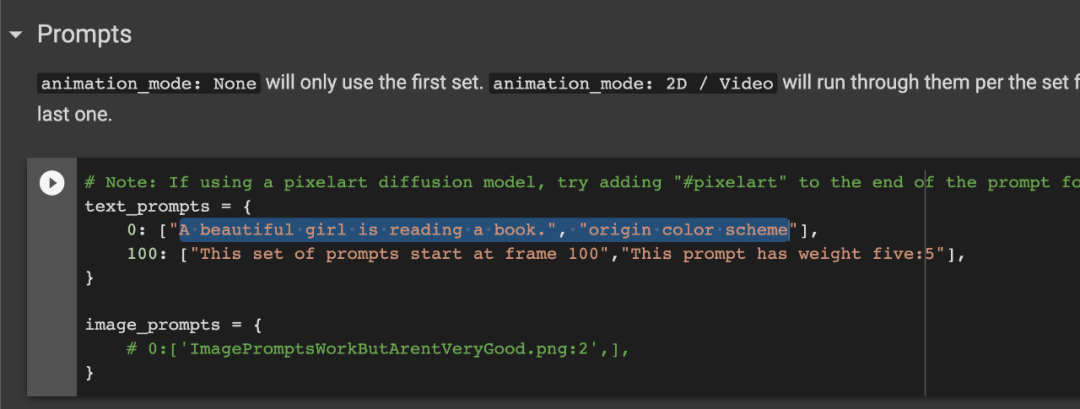 Prompts
animation_mode: None will only use the first set. animation_mode: 2D / Video will run through them per the set
last one.
# Note: If using a pixelart diffusion model, try adding "#pixelart" to the end of the prompt
text_prompts = {
0: ["A beautiful girl is reading a book.", "origin color scheme"],
100: ["This set of prompts start at frame 100","This prompt has weight five:5"],
}
image_prompts = {
# 0:['ImagePromptsWorkButArentVeryGood.png:2',],
}